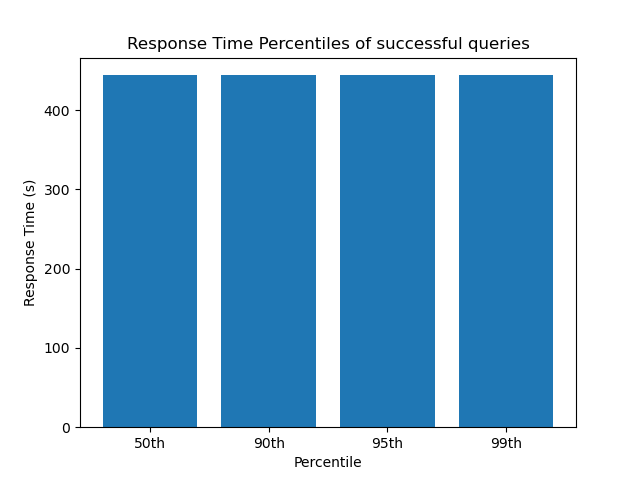 Response Time Percentiles of successful queries
Response Time (s)
400
300
200
100
0
50th 90th 95th 99th
Percentile